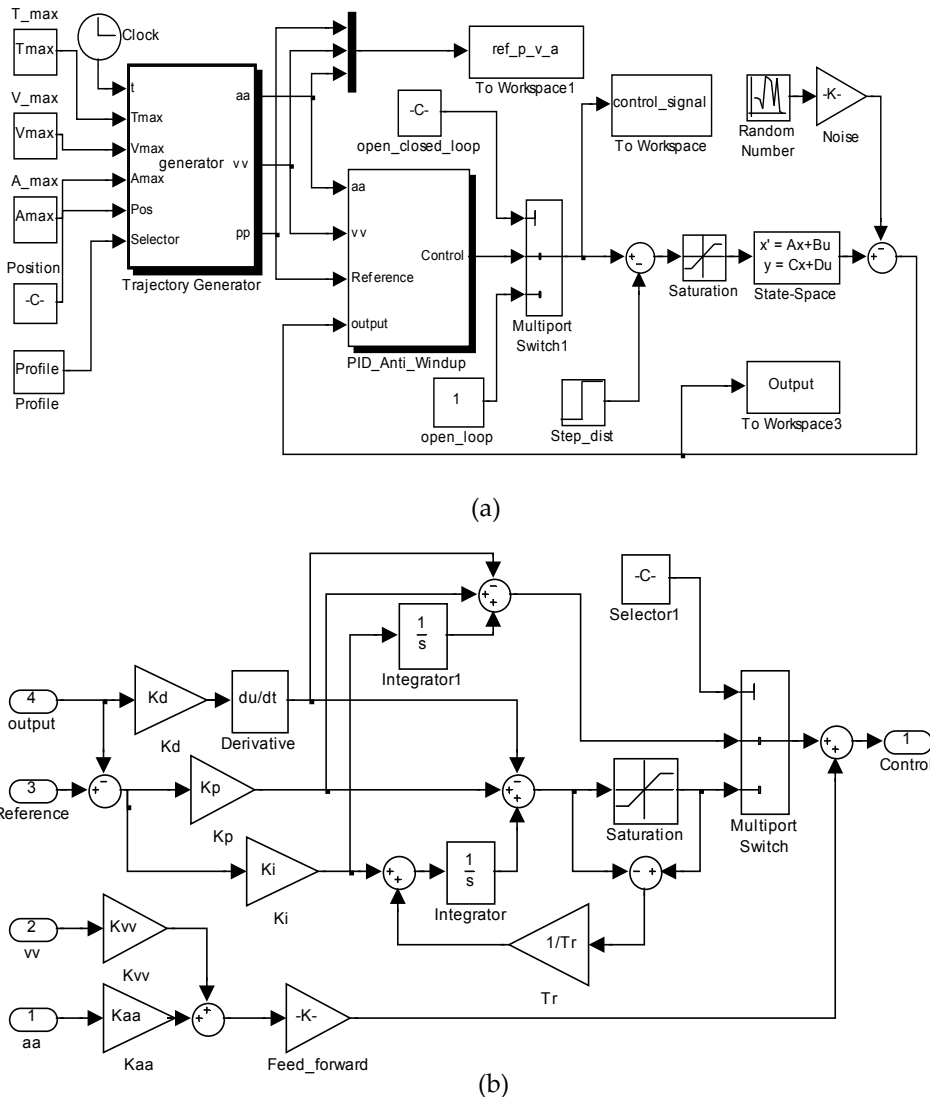 T_max
Tmax
Clock
V_max
Vmax
A_max
Amax
Position
-C-
Profile
Profile
t
Tmax
Vmax
Amax
Pos
Selector
generator
aa
vv
pp
Trajectory Generator
ref_p_v_a
To Workspace1
-C-
open_closed_loop
control_signal
To Workspace
Random
Number
-K-
Noise
aa
vv
Reference
output
Control
PID_Anti_Windup
Multiport
Switch1
1
open_loop
Step_dist
Saturation
x' = Ax+Bu
y = Cx+Du
State-Space
Output
To Workspace3
(a)
4
output
3
Reference
2
vv
1
aa
Kd
Kd
du/dt
Derivative
Kp
Kp
Ki
Ki
Kvv
Kvv
Kaa
Kaa
-K-
Feed_forward
1
s
Integrator1
1
s
Integrator
1/Tr
Tr
Saturation
-C-
Selector1
Multiport
Switch
1
Control
(b)